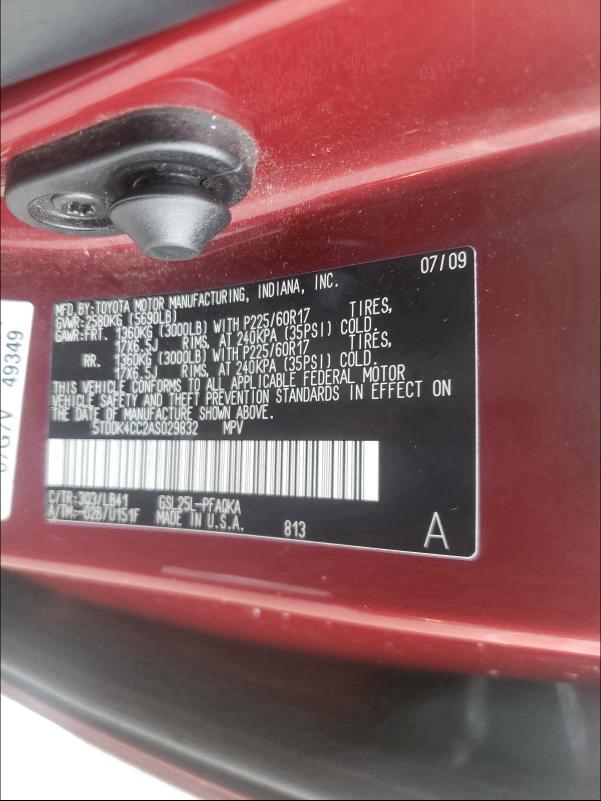 07/09
MFD.BY:TOYOTA MOTOR MANUFACTURING, INDIANA, INC.
GVWR:2580KG (5690LB)
GAWR:FRT. 1360KG (3000LB) WITH P225/60R17 TIRES,
17X6.5J RIMS, AT 240KPA (35PSI) COLD.
RR. 1360KG (3000LB) WITH P225/60R17 TIRES,
17X6.5J RIMS, AT 240KPA (35PSI) COLD.
THIS VEHICLE CONFORMS TO ALL APPLICABLE FEDERAL MOTOR
VEHICLE SAFETY AND THEFT PREVENTION STANDARDS IN EFFECT ON
THE DATE OF MANUFACTURE SHOWN ABOVE.
5TDDK4CC2AS029832 MPV
C/TR:3Q3/LB41 GSL25L-PFAQKA
A/TM:-02B/U151F MADE IN U.S.A. 813
A
49349